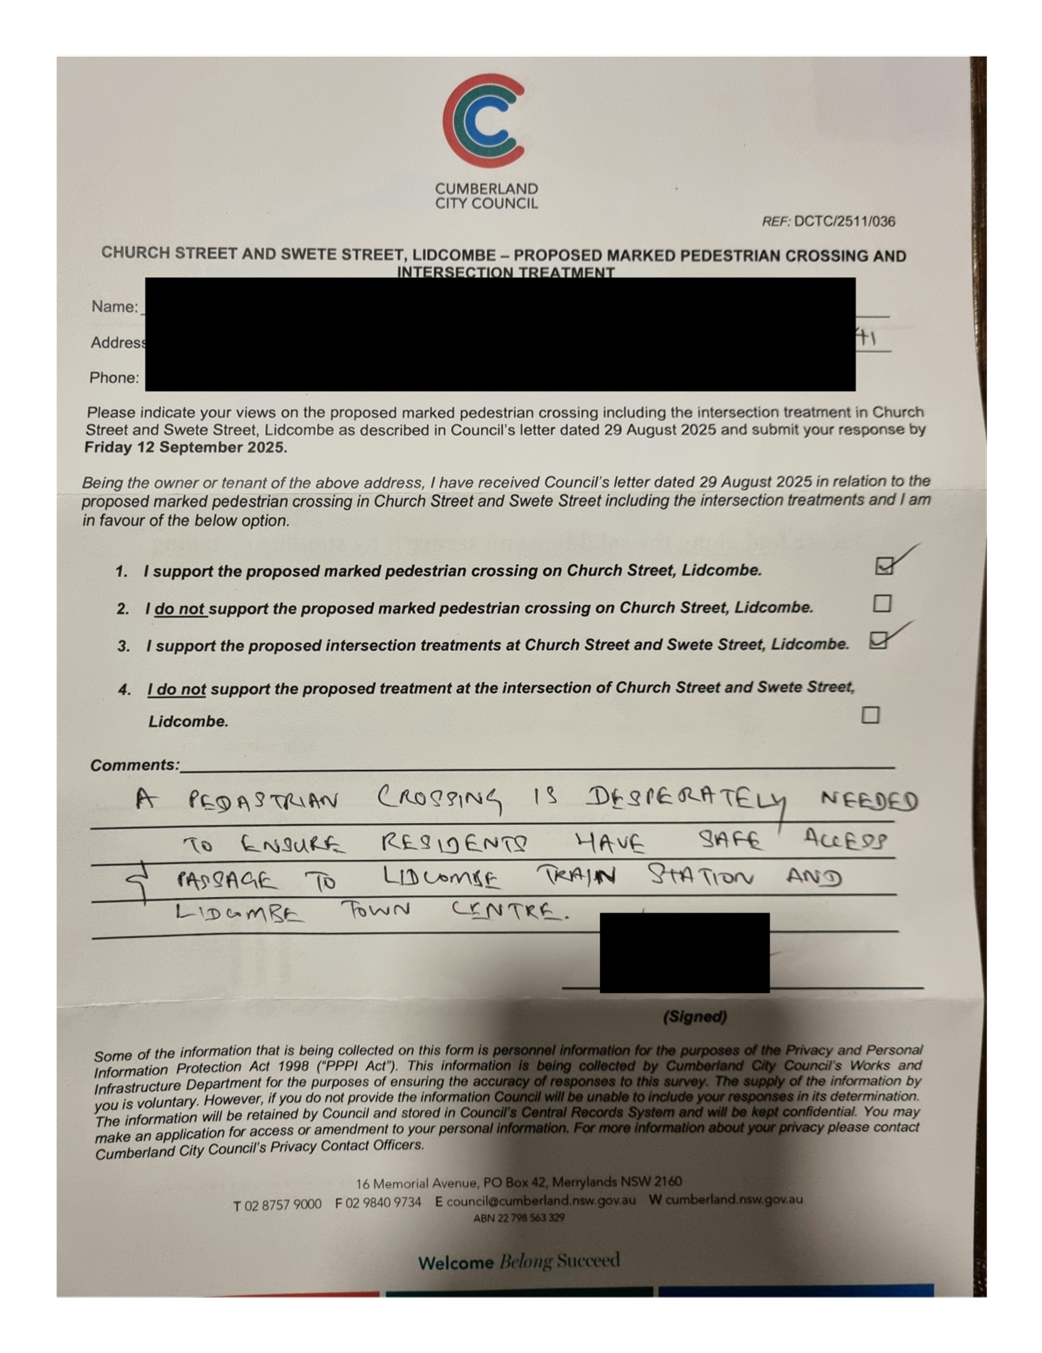 CUMBERLAND
CITY COUNCIL
REF: DCTC/2511/036
CHURCH STREET AND SWETE STREET, LIDCOMBE – PROPOSED MARKED PEDESTRIAN CROSSING AND
INTERSECTION TREATMENT
Name:
Address
Phone:
Please indicate your views on the proposed marked pedestrian crossing including the intersection treatment in Church
Street and Swete Street, Lidcombe as described in Council's letter dated 29 August 2025 and submit your response by
Friday 12 September 2025.
Being the owner or tenant of the above address, I have received Council's letter dated 29 August 2025 in relation to the
proposed marked pedestrian crossing in Church Street and Swete Street including the intersection treatments and I am
in favour of the below option.
1. I support the proposed marked pedestrian crossing on Church Street, Lidcombe.
2. I do not support the proposed marked pedestrian crossing on Church Street, Lidcombe.
3. I support the proposed intersection treatments at Church Street and Swete Street, Lidcombe.
4. I do not support the proposed treatment at the intersection of Church Street and Swete Street,
Lidcombe.
Comments:
A PEDASTRIAN CROSSING IS DESPERATELY NEEDED
TO ENSURE RESIDENTS HAVE SAFE ACCESS
& PASSAGE TO LIDCOMBE TRAIN STATION AND
LIDCOMBE TOWN CENTRE.
(Signed)
Some of the information that is being collected on this form is personnel information for the purposes of the Privacy and Personal
Information Protection Act 1998 ("PPPI Act"). This information is being collected by Cumberland City Council's Works and
Infrastructure Department for the purposes of ensuring the accuracy of responses to this survey. The supply of the information by
you is voluntary. However, if you do not provide the information Council will be unable to include your responses in its determination.
The information will be retained by Council and stored in Council's Central Records System and will be kept confidential. You may
make an application for access or amendment to your personal information. For more information about your privacy please contact
Cumberland City Council's Privacy Contact Officers.
16 Memorial Avenue, PO Box 42, Merrylands NSW 2160
T 02 8757 9000 F 02 9840 9734 E council@cumberland.nsw.gov.au W cumberland.nsw.gov.au
ABN 22 798 563 329
Welcome Belong Succeed